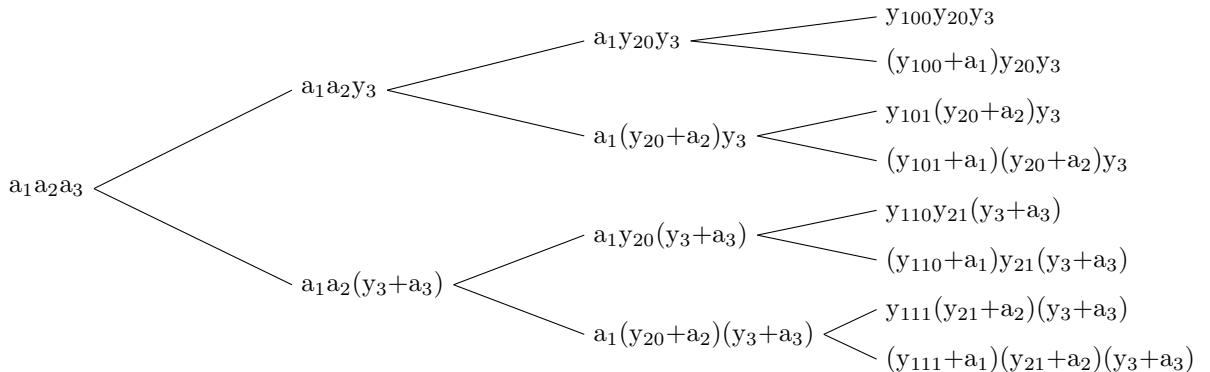 a₁a₂a₃
a₁a₂y₃
a₁a₂(y₃+a₃)
a₁y₂₀y₃
a₁(y₂₀+a₂)y₃
a₁y₂₀(y₃+a₃)
a₁(y₂₀+a₂)(y₃+a₃)
y₁₀₀y₂₀y₃
(y₁₀₀+a₁)y₂₀y₃
y₁₀₁(y₂₀+a₂)y₃
(y₁₀₁+a₁)(y₂₀+a₂)y₃
y₁₁₀y₂₁(y₃+a₃)
(y₁₁₀+a₁)y₂₁(y₃+a₃)
y₁₁₁(y₂₁+a₂)(y₃+a₃)
(y₁₁₁+a₁)(y₂₁+a₂)(y₃+a₃)